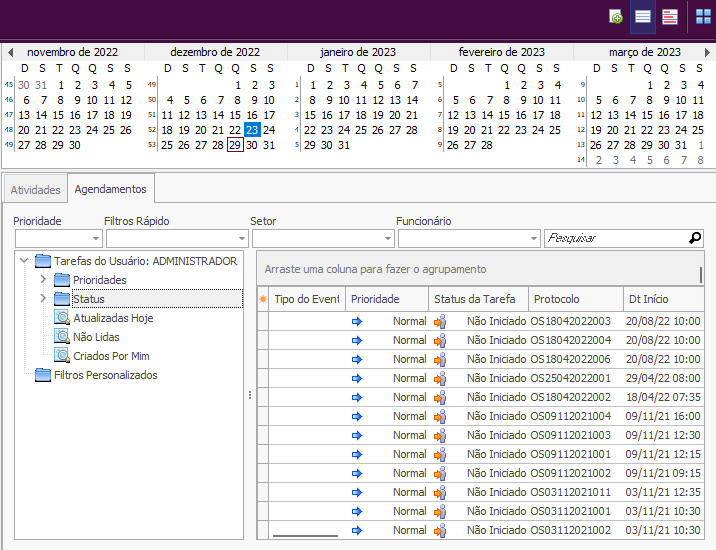 novembro de 2022 dezembro de 2022 janeiro de 2023 fevereiro de 2023 março de 2023
D S T Q Q S S D S T Q Q S S D S T Q Q S S D S T Q Q S S D S T Q Q S S
45 30 31 1 2 3 4 5 49 1 2 3 1 1 2 3 4 5 6 7 5 1 2 3 4 9 1 2 3 4
46 6 7 8 9 10 11 12 50 4 5 6 7 8 9 10 2 8 9 10 11 12 13 14 6 5 6 7 8 9 10 11 10 5 6 7 8 9 10 11
47 13 14 15 16 17 18 19 51 11 12 13 14 15 16 17 3 15 16 17 18 19 20 21 7 12 13 14 15 16 17 18 11 12 13 14 15 16 17 18
48 20 21 22 23 24 25 26 52 18 19 20 21 22 23 24 4 22 23 24 25 26 27 28 8 19 20 21 22 23 24 25 12 19 20 21 22 23 24 25
49 27 28 29 30 53 25 26 27 28 29 30 31 5 29 30 31 9 26 27 28 13 26 27 28 29 30 31 1
14 2 3 4 5 6 7 8
Atividades Agendamentos
Prioridade Filtros Rápido Setor Funcionário
Pesquisar
Tarefas do Usuário: ADMINISTRADOR
Prioridades
Status
Atualizadas Hoje
Não Lidas
Criados Por Mim
Filtros Personalizados
Arraste uma coluna para fazer o agrupamento
Tipo do Event Prioridade Status da Tarefa Protocolo Dt Início
Normal Não Iniciado OS18042022003 20/08/22 10:00
Normal Não Iniciado OS18042022004 20/08/22 10:00
Normal Não Iniciado OS18042022006 20/08/22 10:00
Normal Não Iniciado OS25042022001 29/04/22 08:00
Normal Não Iniciado OS18042022002 18/04/22 07:35
Normal Não Iniciado OS09112021004 09/11/21 16:00
Normal Não Iniciado OS09112021003 09/11/21 12:30
Normal Não Iniciado OS09112021001 09/11/21 12:15
Normal Não Iniciado OS09112021002 09/11/21 09:15
Normal Não Iniciado OS03112021011 03/11/21 12:35
Normal Não Iniciado OS03112021001 03/11/21 10:30
Normal Não Iniciado OS03112021002 03/11/21 10:30